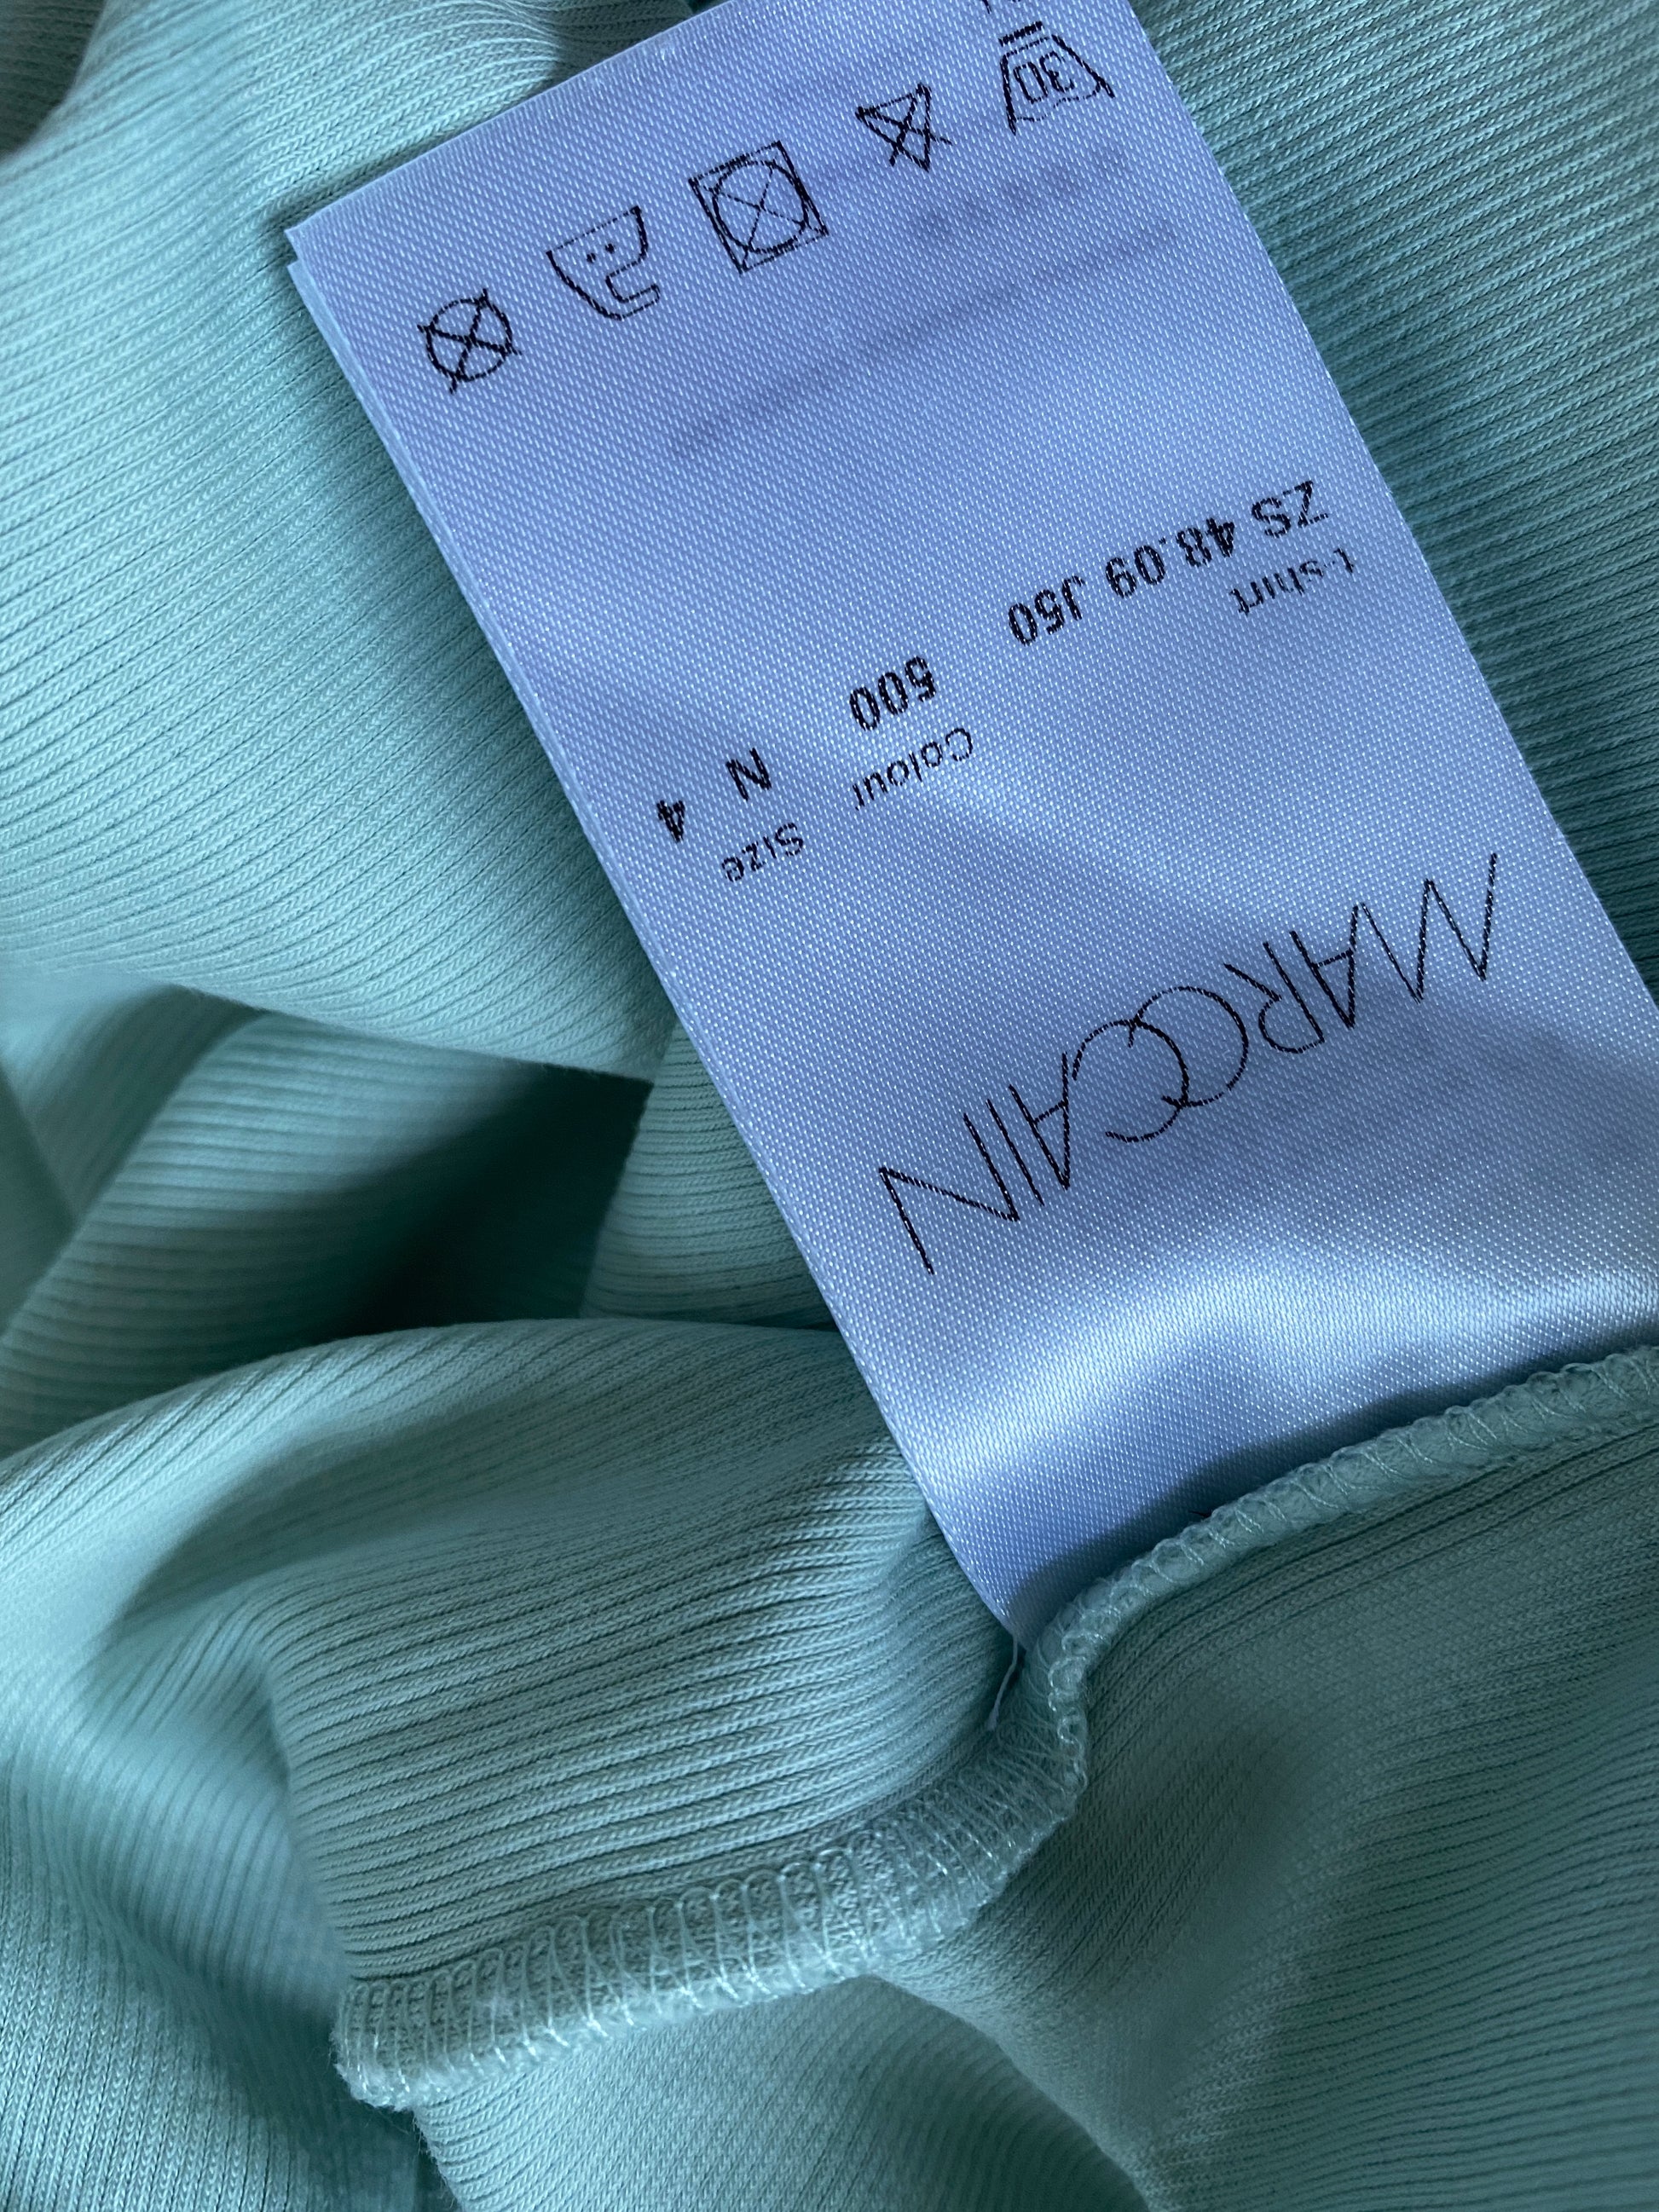 MARCCAIN
t-shirt Colour Size
ZS 48.09 J50 500 N 4
30